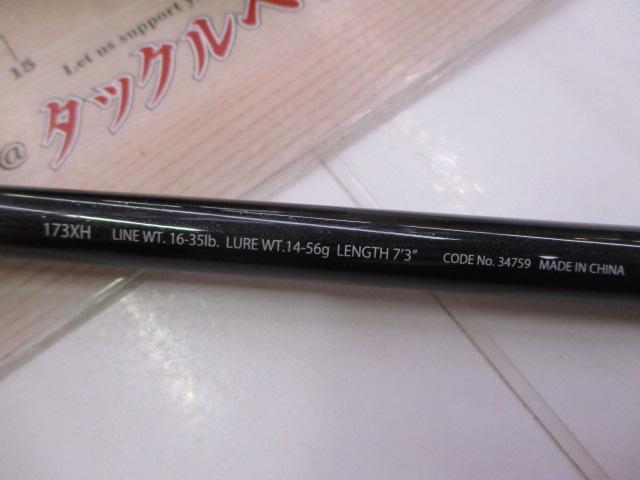 15
Let us support you
@タックルベ
173XH LINE WT. 16-35lb. LURE WT.14-56g LENGTH 7'3" CODE No. 34759 MADE IN CHINA